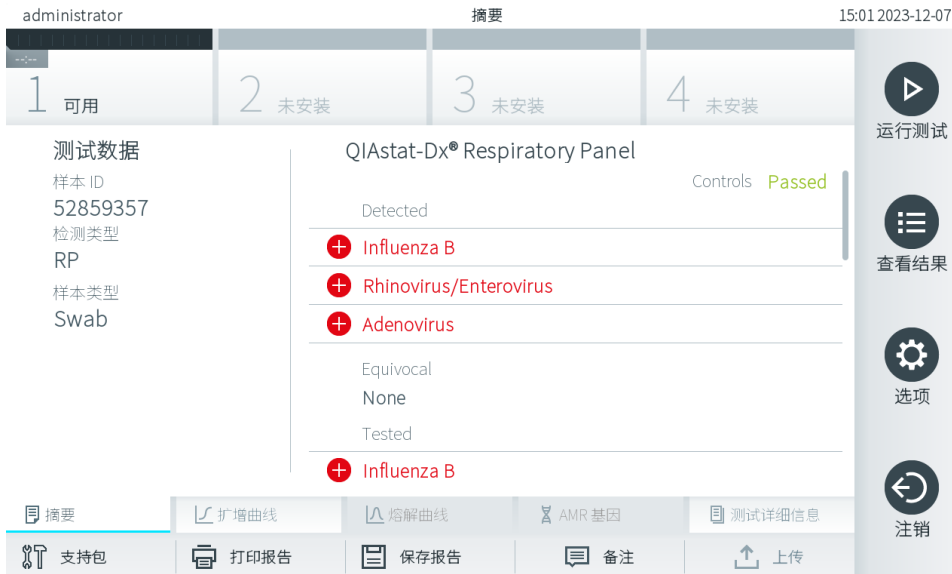 administrator
摘要
15:01 2023-12-07
--:--
1 可用
2 未安装
3 未安装
4 未安装
运行测试
查看结果
选项
注销
测试数据
样本 ID
52859357
检测类型
RP
样本类型
Swab
QIAstat-Dx® Respiratory Panel
Controls Passed
Detected
Influenza B
Rhinovirus/Enterovirus
Adenovirus
Equivocal
None
Tested
Influenza B
摘要
扩增曲线
熔解曲线
AMR 基因
测试详细信息
支持包
打印报告
保存报告
备注
上传